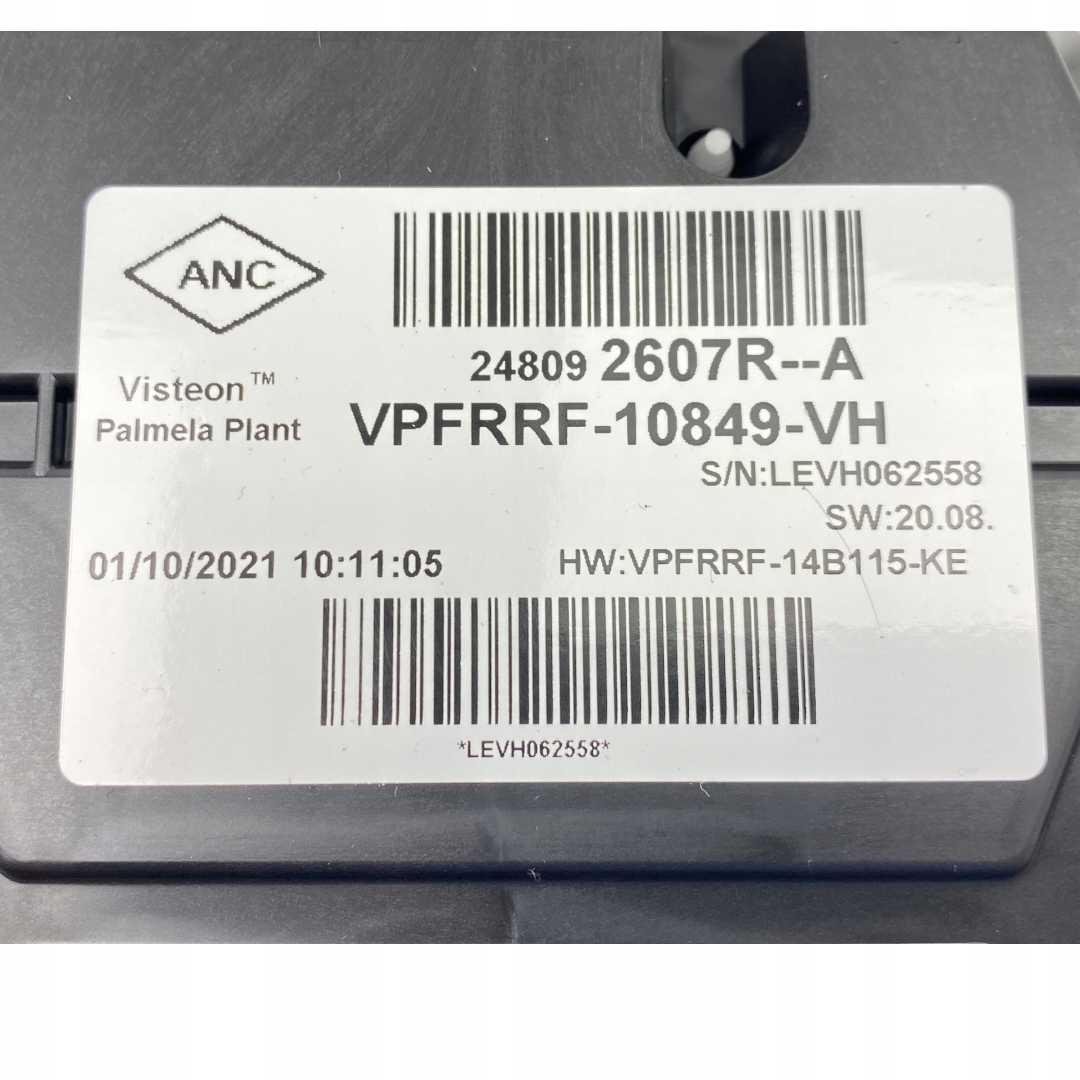 ANC
24809 2607R--A
Visteon™
Palmela Plant
VPFRRF-10849-VH
S/N:LEVH062558
SW:20.08.
01/10/2021 10:11:05
HW:VPFRRF-14B115-KE
*LEVH062558*